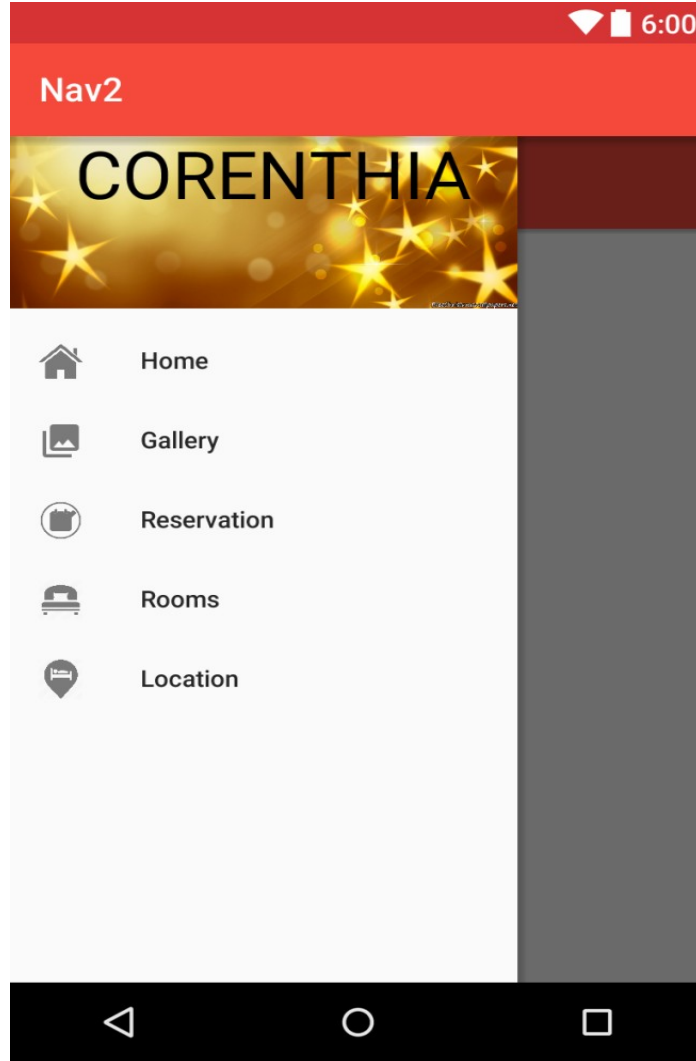 6:00
Nav2
CORENTHIA
Home
Gallery
Reservation
Rooms
Location